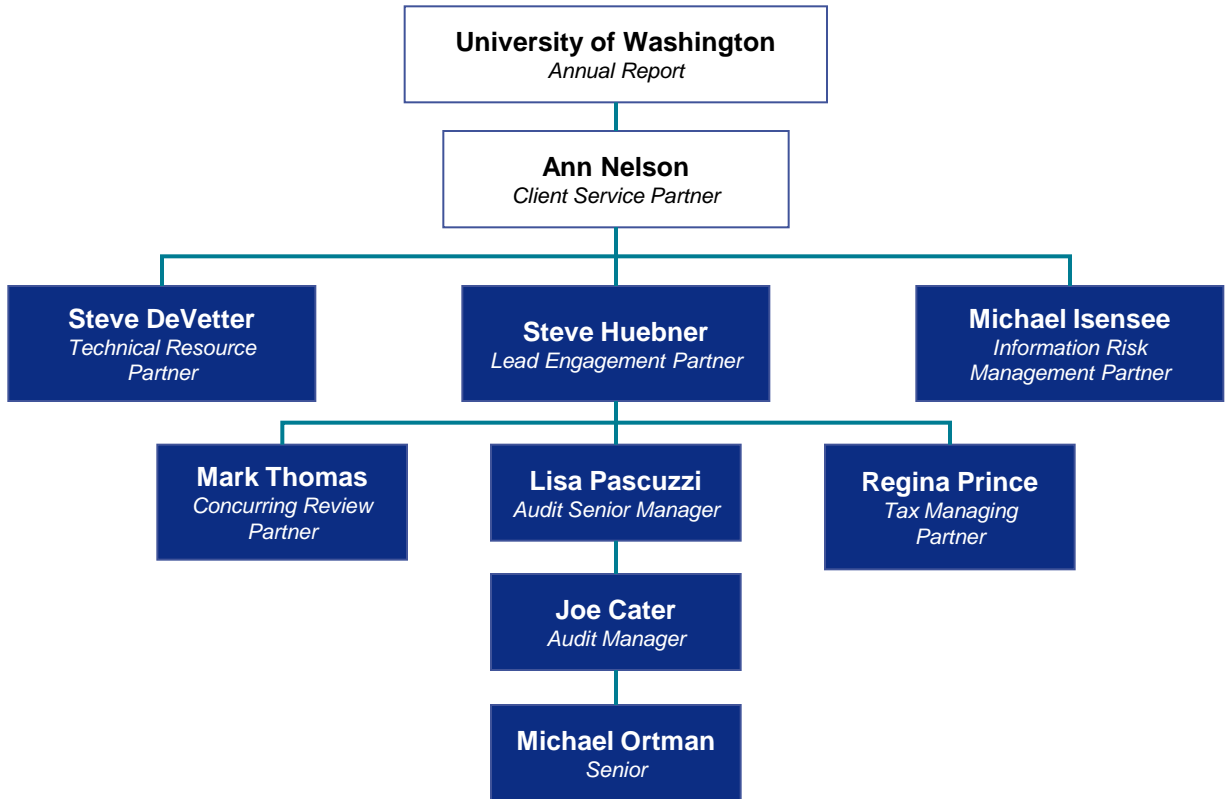 University of Washington
Annual Report
Ann Nelson
Client Service Partner
Steve DeVetter
Technical Resource
Partner
Steve Huebner
Lead Engagement Partner
Michael Isensee
Information Risk
Management Partner
Mark Thomas
Concurring Review
Partner
Lisa Pascuzzi
Audit Senior Manager
Regina Prince
Tax Managing
Partner
Joe Cater
Audit Manager
Michael Ortman
Senior